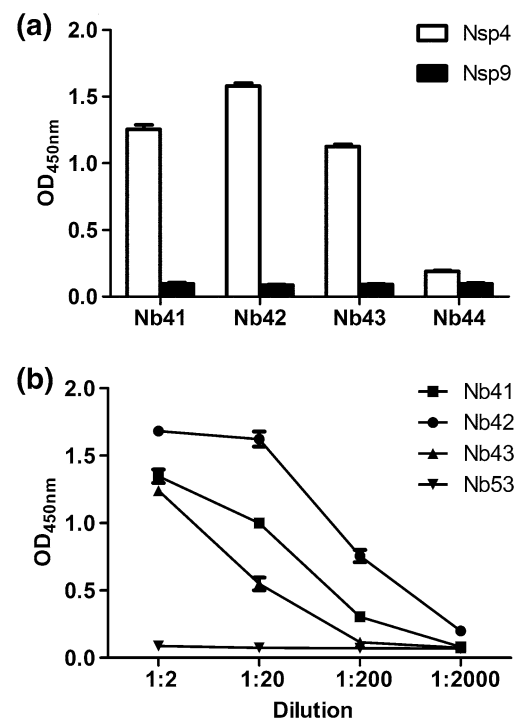 (a)
Nsp4
Nsp9
2.0
1.5
1.0
0.5
0.0
OD450nm
Nb41 Nb42 Nb43 Nb44
(b)
Nb41
Nb42
Nb43
Nb53
2.0
1.5
1.0
0.5
0.0
OD450nm
1:2 1:20 1:200 1:2000
Dilution